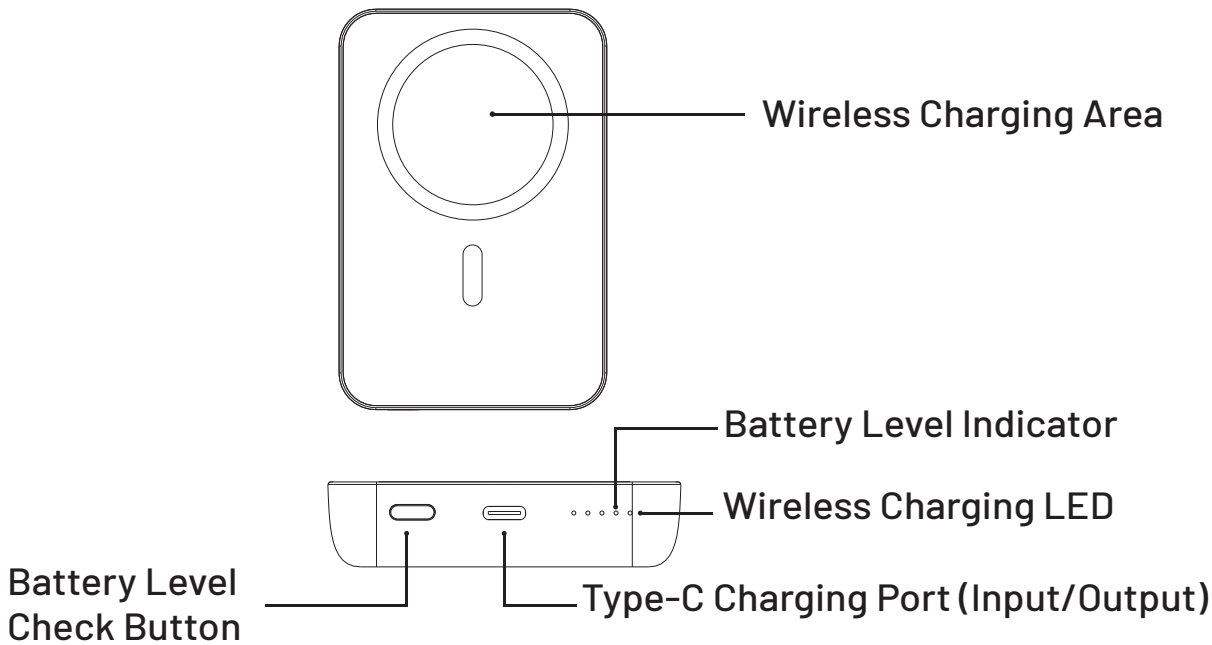 Wireless Charging Area
Battery Level Indicator
Wireless Charging LED
Battery Level
Check Button
Type-C Charging Port (Input/Output)